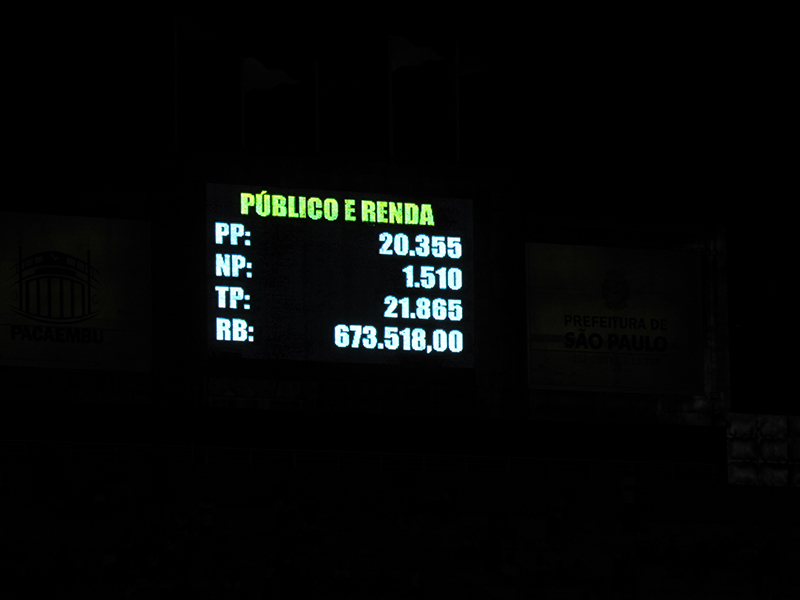 PÚBLICO E RENDA
PP: 20.355
NP: 1.510
TP: 21.865
RB: 673.518,00
PACAEMBU
PREFEITURA DE
SÃO PAULO